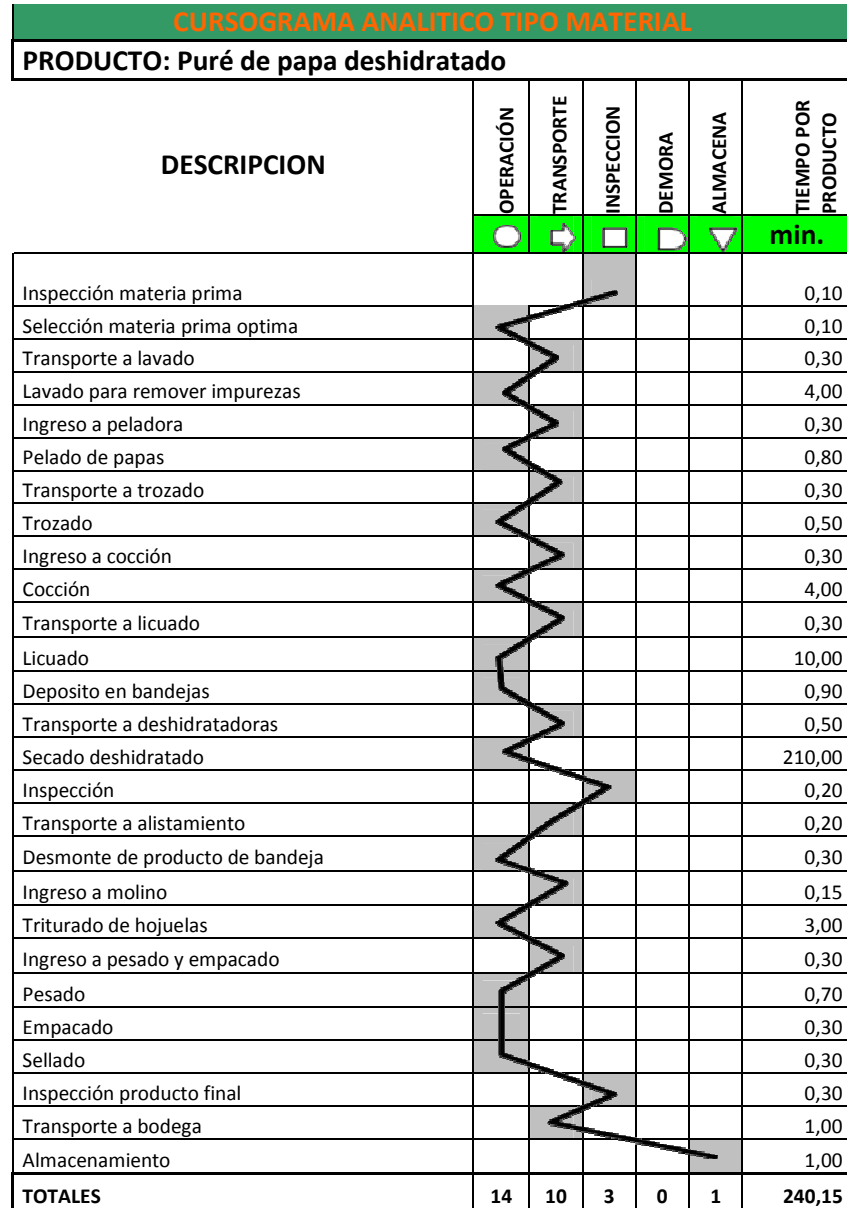 CURSOGRAMA ANALITICO TIPO MATERIAL
PRODUCTO: Puré de papa deshidratado
DESCRIPCION OPERACIÓN TRANSPORTE INSPECCION DEMORA ALMACENA TIEMPO POR PRODUCTO
min.
Inspección materia prima 0,10
Selección materia prima optima 0,10
Transporte a lavado 0,30
Lavado para remover impurezas 4,00
Ingreso a peladora 0,30
Pelado de papas 0,80
Transporte a trozado 0,30
Trozado 0,50
Ingreso a cocción 0,30
Cocción 4,00
Transporte a licuado 0,30
Licuado 10,00
Deposito en bandejas 0,90
Transporte a deshidratadoras 0,50
Secado deshidratado 210,00
Inspección 0,20
Transporte a alistamiento 0,20
Desmonte de producto de bandeja 0,30
Ingreso a molino 0,15
Triturado de hojuelas 3,00
Ingreso a pesado y empacado 0,30
Pesado 0,70
Empacado 0,30
Sellado 0,30
Inspección producto final 0,30
Transporte a bodega 1,00
Almacenamiento 1,00
TOTALES 14 10 3 0 1 240,15